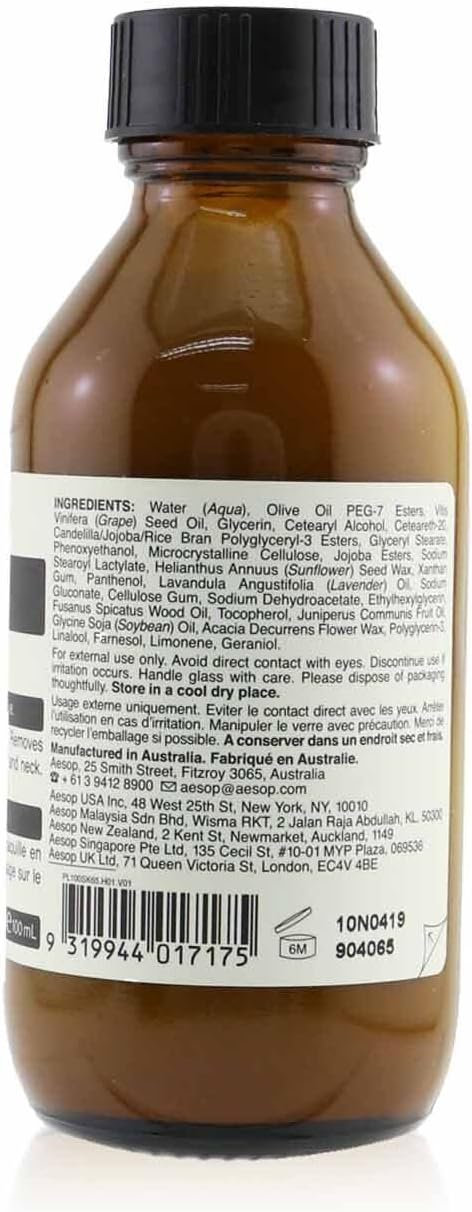 INGREDIENTS: Water (Aqua), Olive Oil PEG-7 Esters, Vitis
Vinifera (Grape) Seed Oil, Glycerin, Cetearyl Alcohol, Ceteareth-20,
Candelilla/Jojoba/Rice Bran Polyglyceryl-3 Esters, Glyceryl Stearate,
Phenoxyethanol, Microcrystalline Cellulose, Jojoba Esters, Sodium
Stearoyl Lactylate, Helianthus Annuus (Sunflower) Seed Wax, Xanthan
Gum, Panthenol, Lavandula Angustifolia (Lavender) Oil, Sodium
Gluconate, Cellulose Gum, Sodium Dehydroacetate, Ethylhexylglycerin,
Fusanus Spicatus Wood Oil, Tocopherol, Juniperus Communis Fruit Oil,
Glycine Soja (Soybean) Oil, Acacia Decurrens Flower Wax, Polyglycerin-3,
Linalool, Farnesol, Limonene, Geraniol.
For external use only. Avoid direct contact with eyes. Discontinue use if
irritation occurs. Handle glass with care. Please dispose of packaging
thoughtfully. Store in a cool dry place.
Usage externe uniquement. Eviter le contact direct avec les yeux. Arrêter
l'utilisation en cas d'irritation. Manipuler le verre avec précaution. Merci de
recycler l'emballage si possible. A conserver dans un endroit sec et frais.
Manufactured in Australia. Fabriqué en Australie.
Aesop, 25 Smith Street, Fitzroy 3065, Australia
☎ + 61 3 9412 8900 ✉ aesop@aesop.com
Aesop USA Inc, 48 West 25th St, New York, NY, 10010
Aesop Malaysia Sdn Bhd, Wisma RKT, 2 Jalan Raja Abdullah, KL. 50300
Aesop New Zealand, 2 Kent St, Newmarket, Auckland, 1149
Aesop Singapore Pte Ltd, 135 Cecil St, #10-01 MYP Plaza, 069536
Aesop UK Ltd, 71 Queen Victoria St, London, EC4V 4BE
Removes
and neck.
en
sur le
℮100mL
PL100SK65.H01.V01
9 319944 017175
6M
10N0419
904065